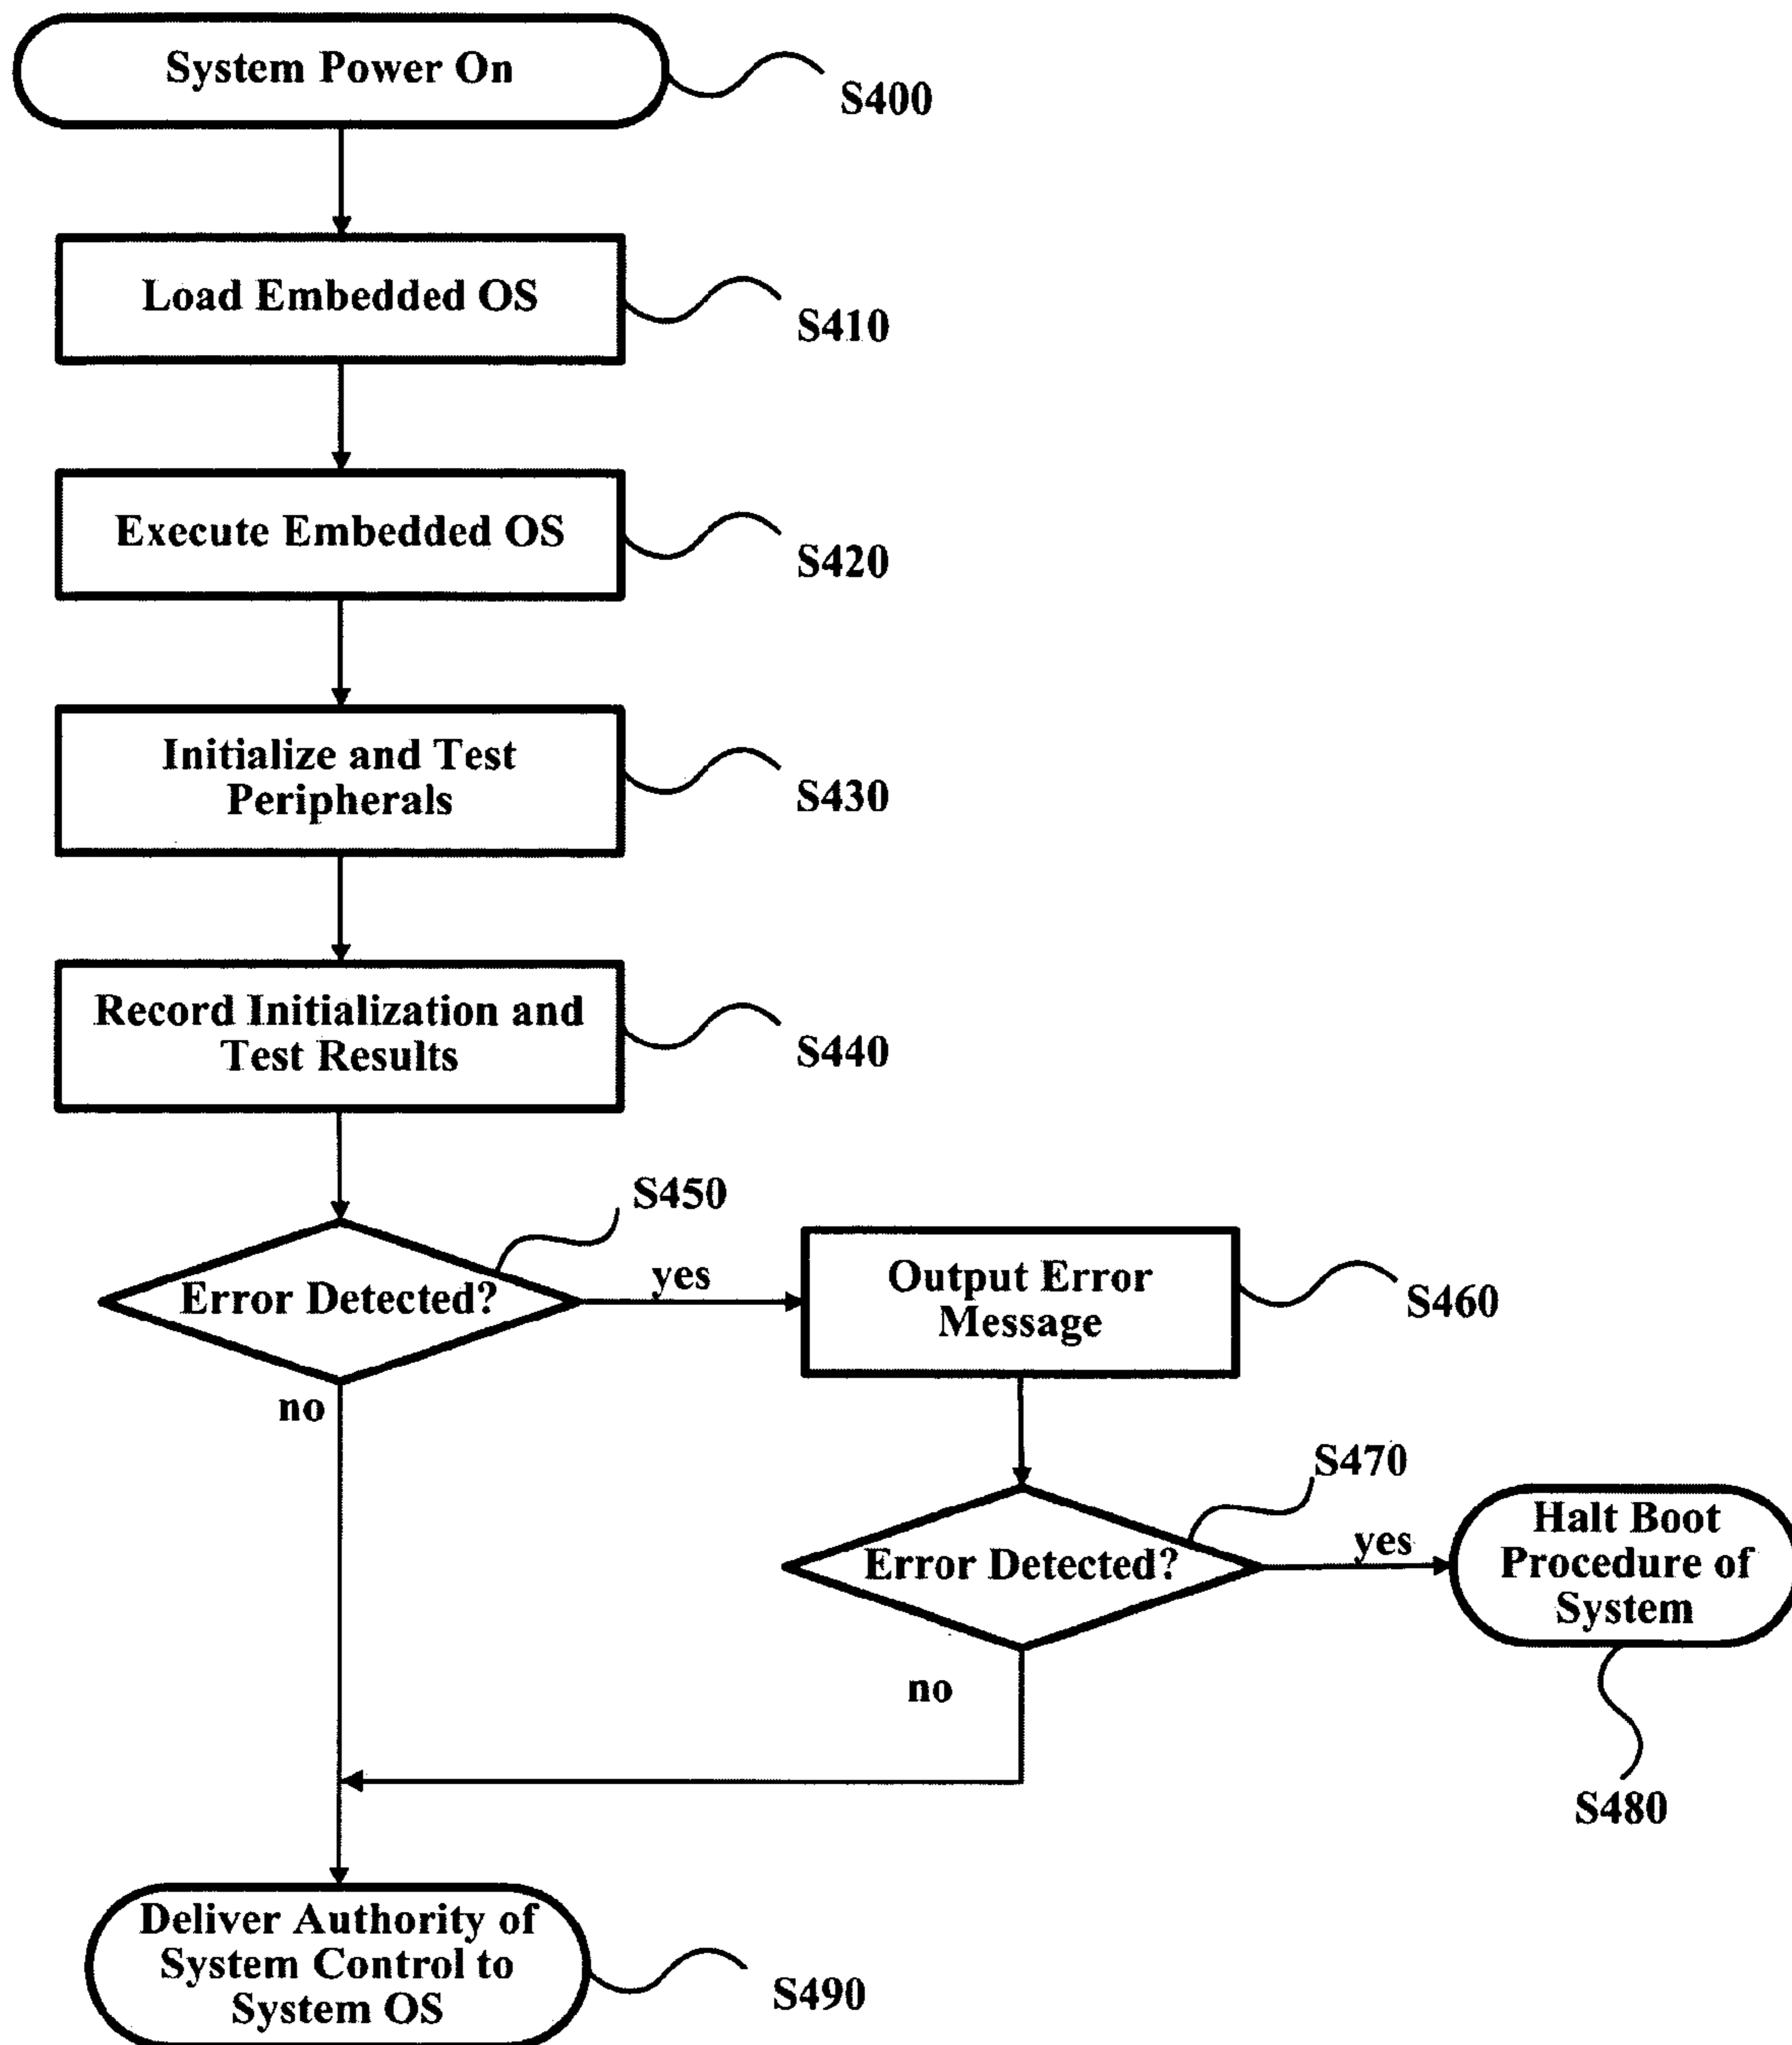 System Power On
S400
Load Embedded OS
S410
Execute Embedded OS
S420
Initialize and Test
Peripherals
S430
Record Initialization and
Test Results
S440
S450
Error Detected?
yes
no
Output Error
Message
S460
S470
Error Detected?
yes
no
Halt Boot
Procedure of
System
S480
Deliver Authority of
System Control to
System OS
S490